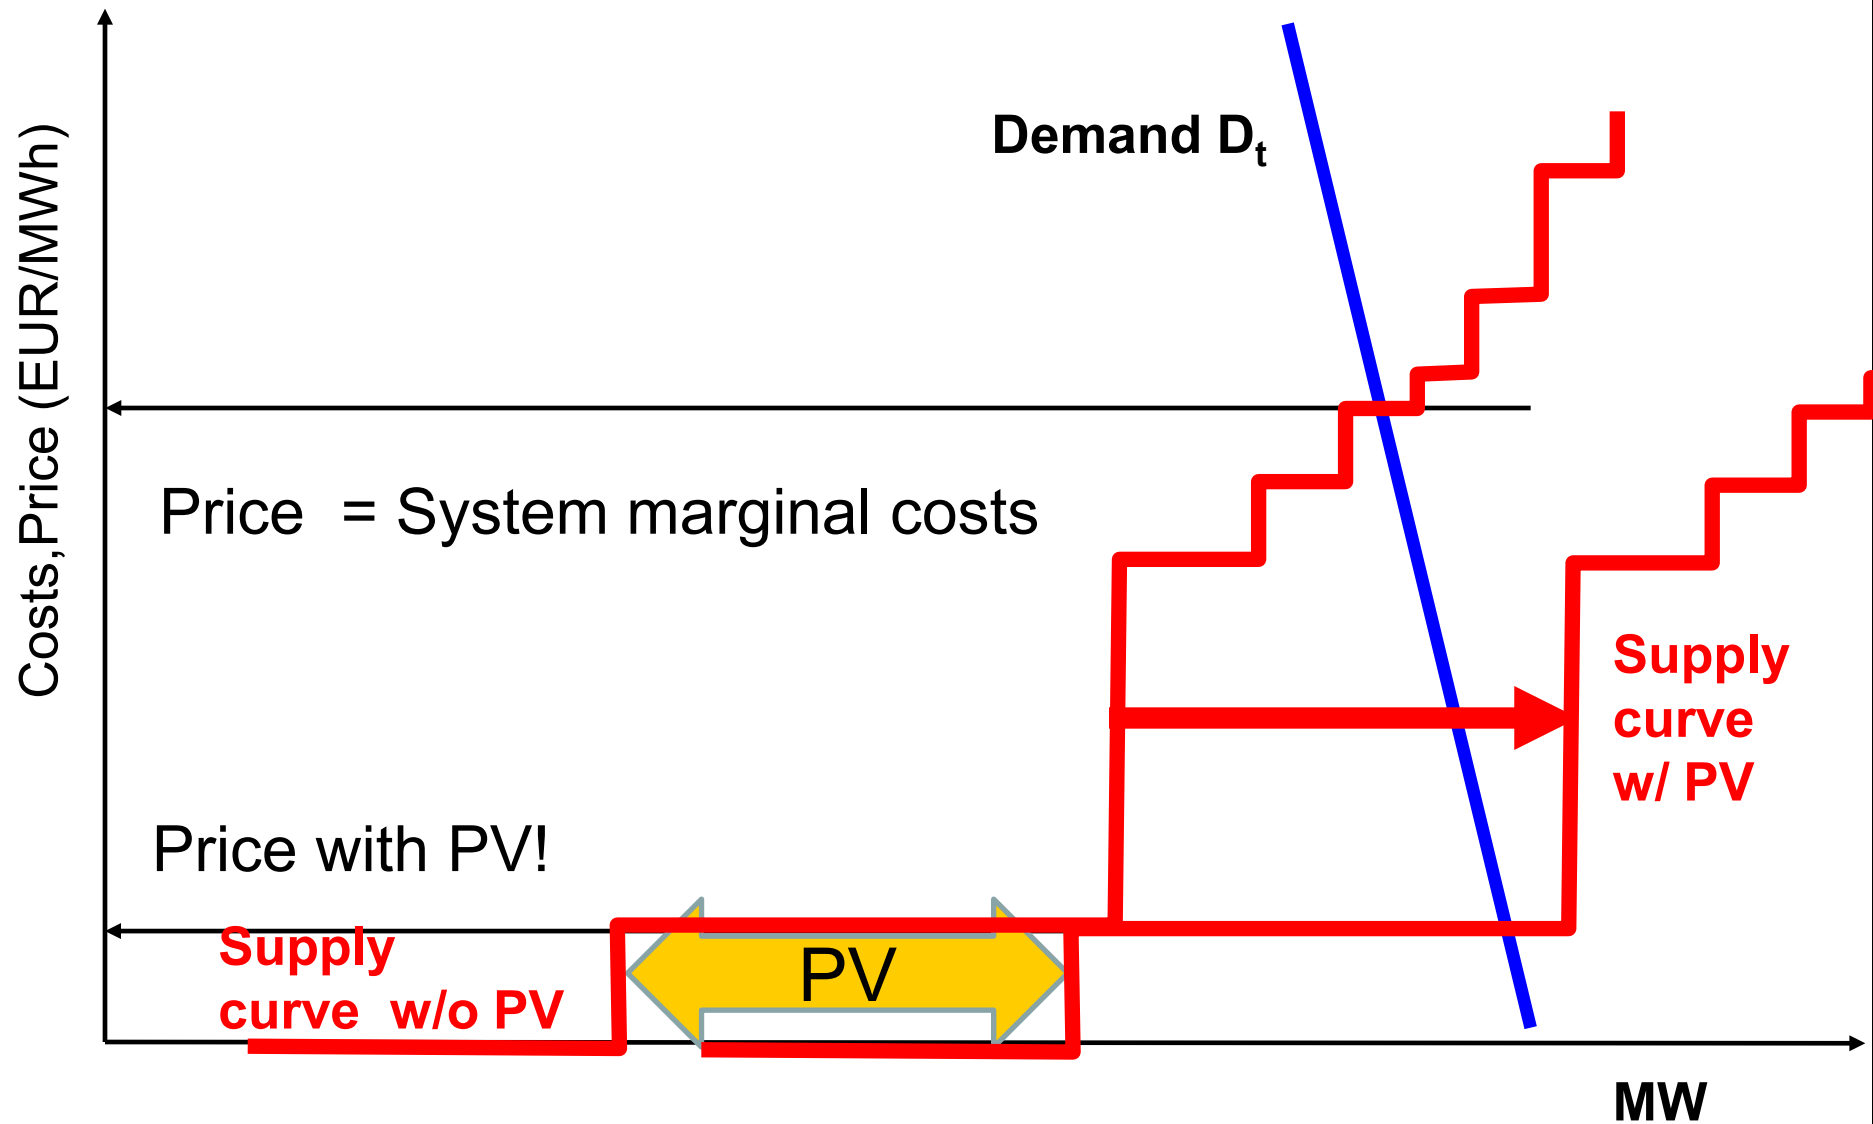 Costs,Price (EUR/MWh)
Demand Dt
Price = System marginal costs
Supply
curve
w/ PV
Price with PV!
Supply
curve w/o PV
PV
MW